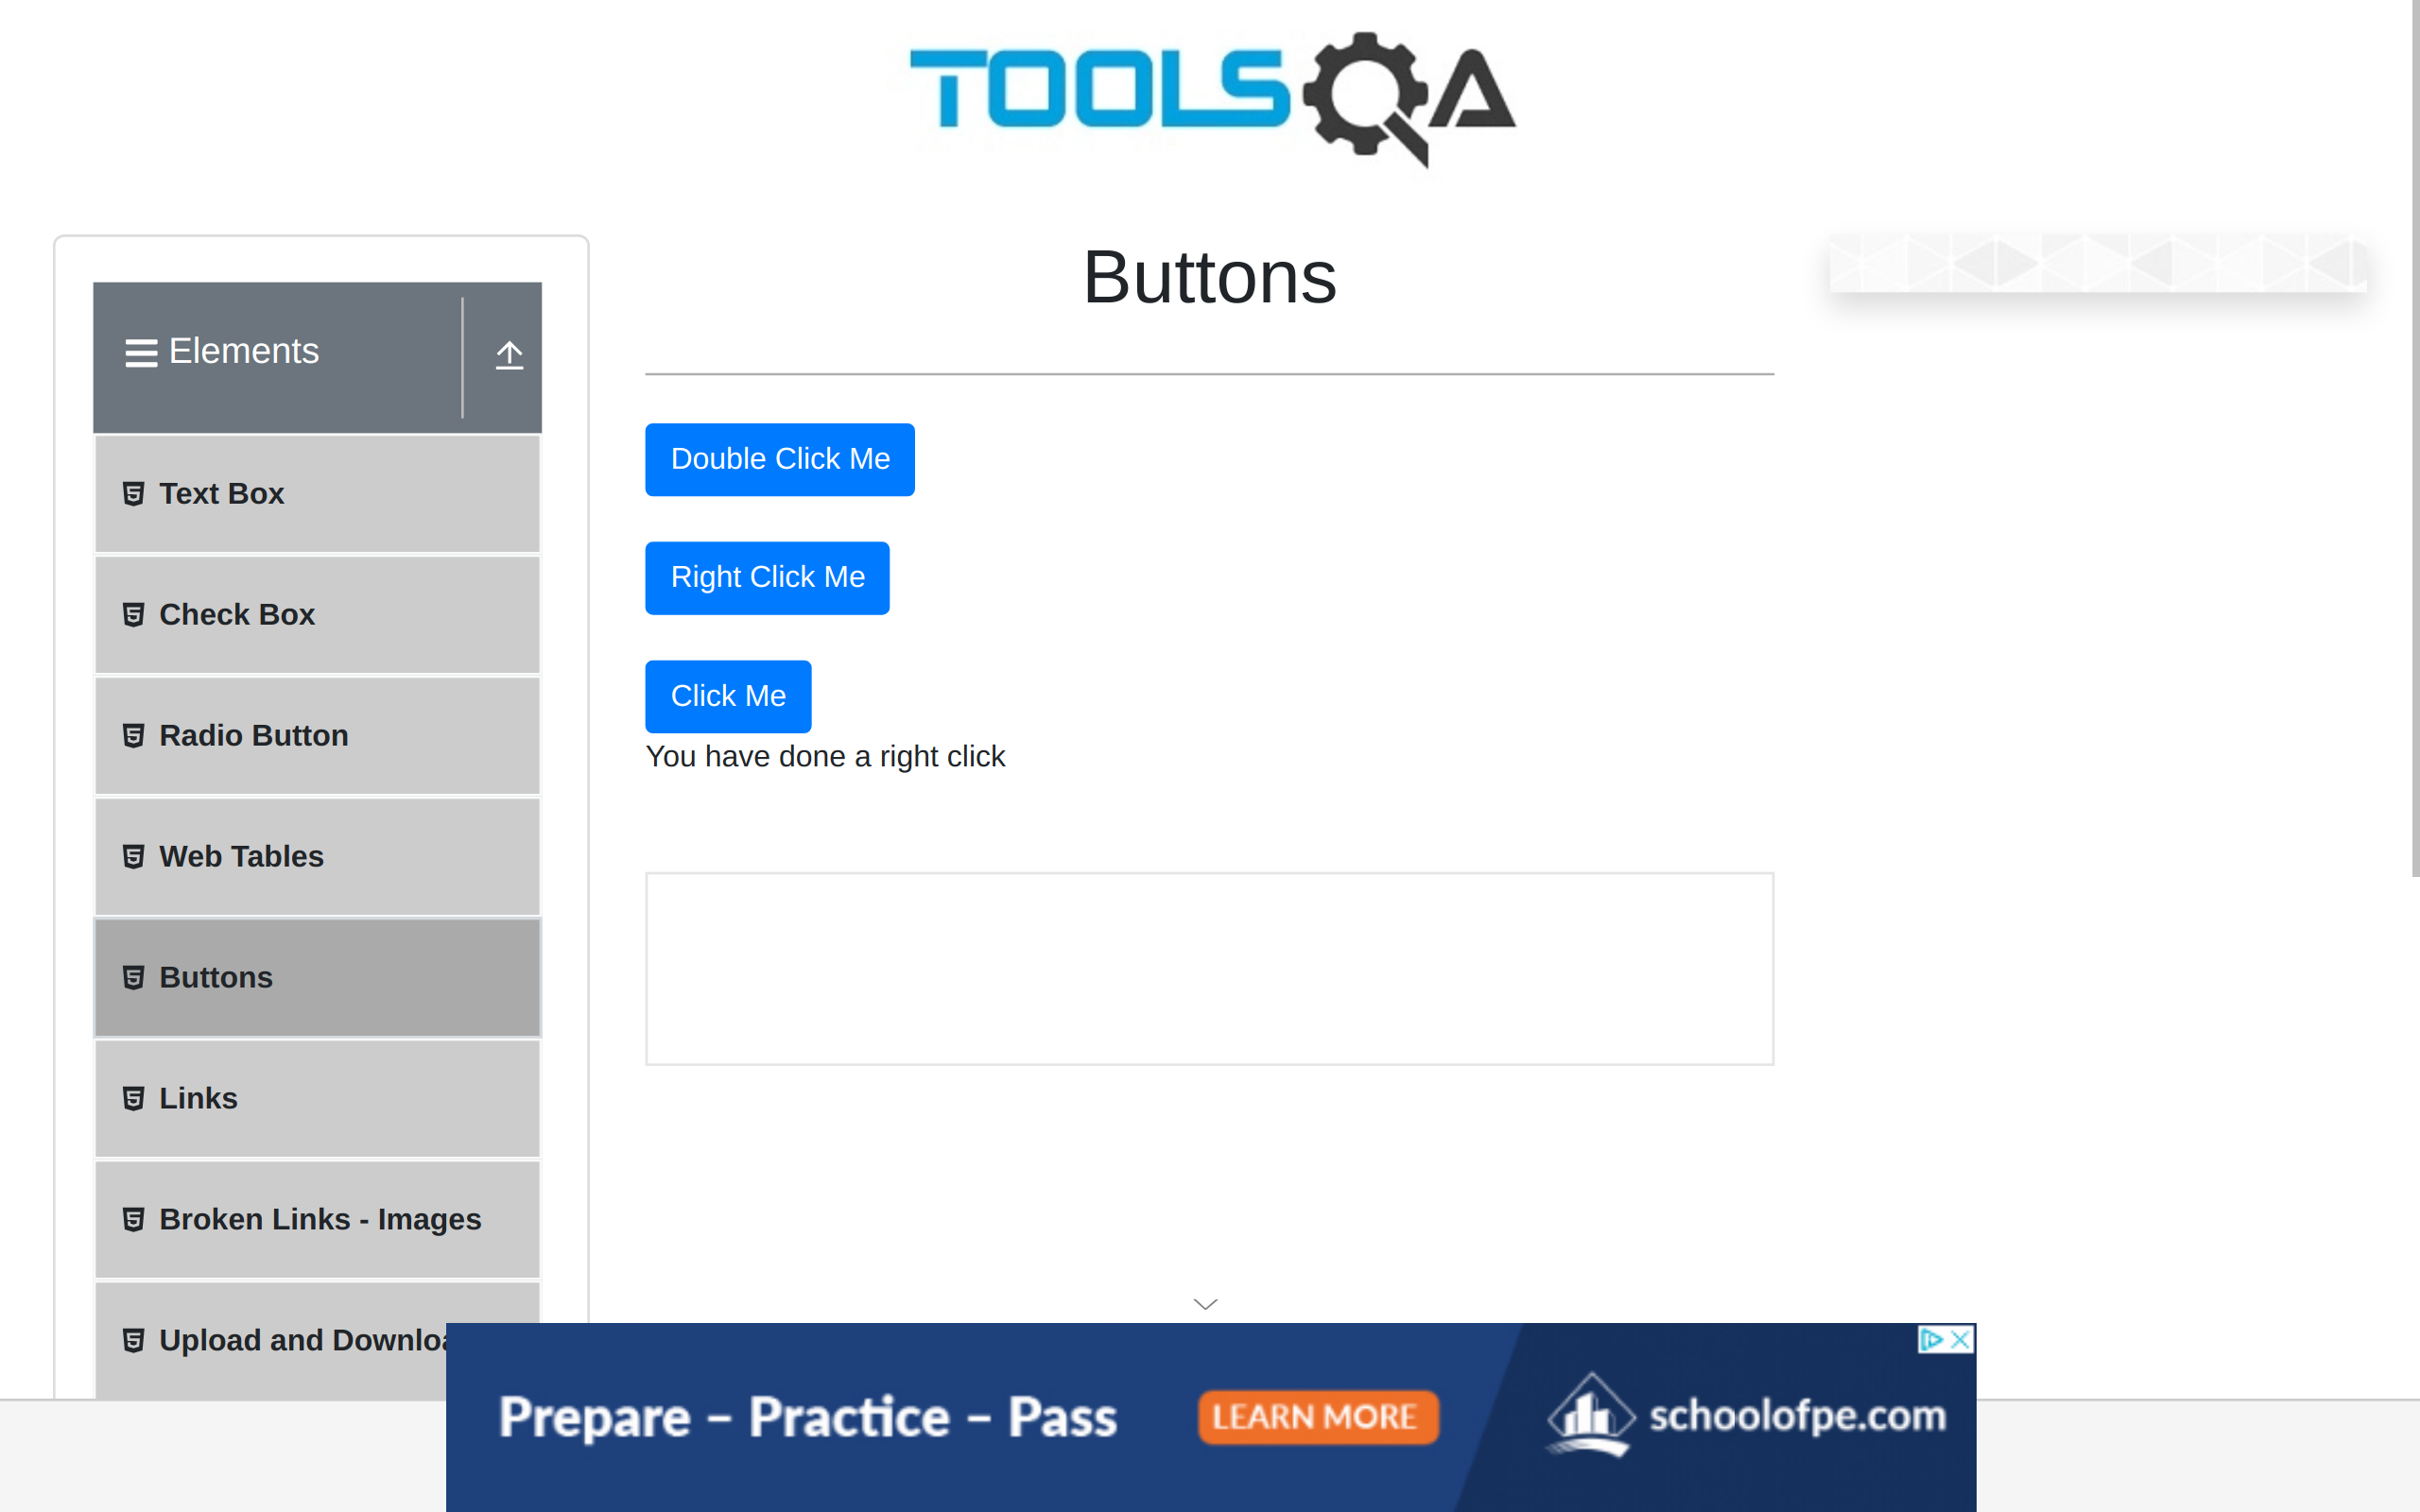 TOOLSQA
Buttons
Elements
Text Box
Check Box
Radio Button
Web Tables
Buttons
Links
Broken Links - Images
Upload and Downloa
Double Click Me
Right Click Me
Click Me
You have done a right click
Prepare – Practice – Pass
LEARN MORE
schoolofpe.com